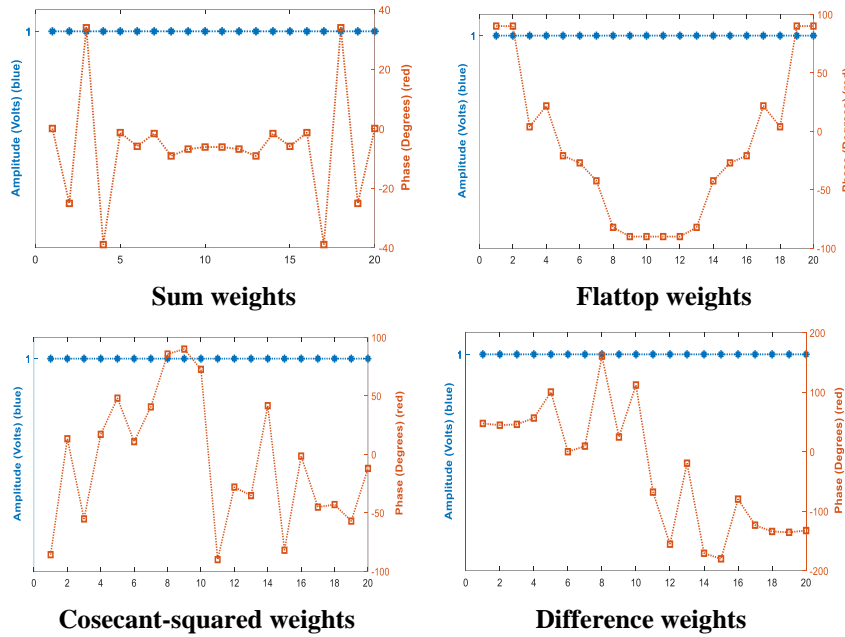 Amplitude (Volts) (blue)
1
40
20
0
-20
-40
Phase (Degrees) (red)
0 5 10 15 20
Sum weights
Amplitude (Volts) (blue)
1
100
50
0
-50
-100
Phase (Degrees) (red)
0 2 4 6 8 10 12 14 16 18 20
Flattop weights
Amplitude (Volts) (blue)
1
100
50
0
-50
-100
Phase (Degrees) (red)
0 2 4 6 8 10 12 14 16 18 20
Cosecant-squared weights
Amplitude (Volts) (blue)
1
200
100
0
-100
-200
Phase (Degrees) (red)
0 2 4 6 8 10 12 14 16 18 20
Difference weights